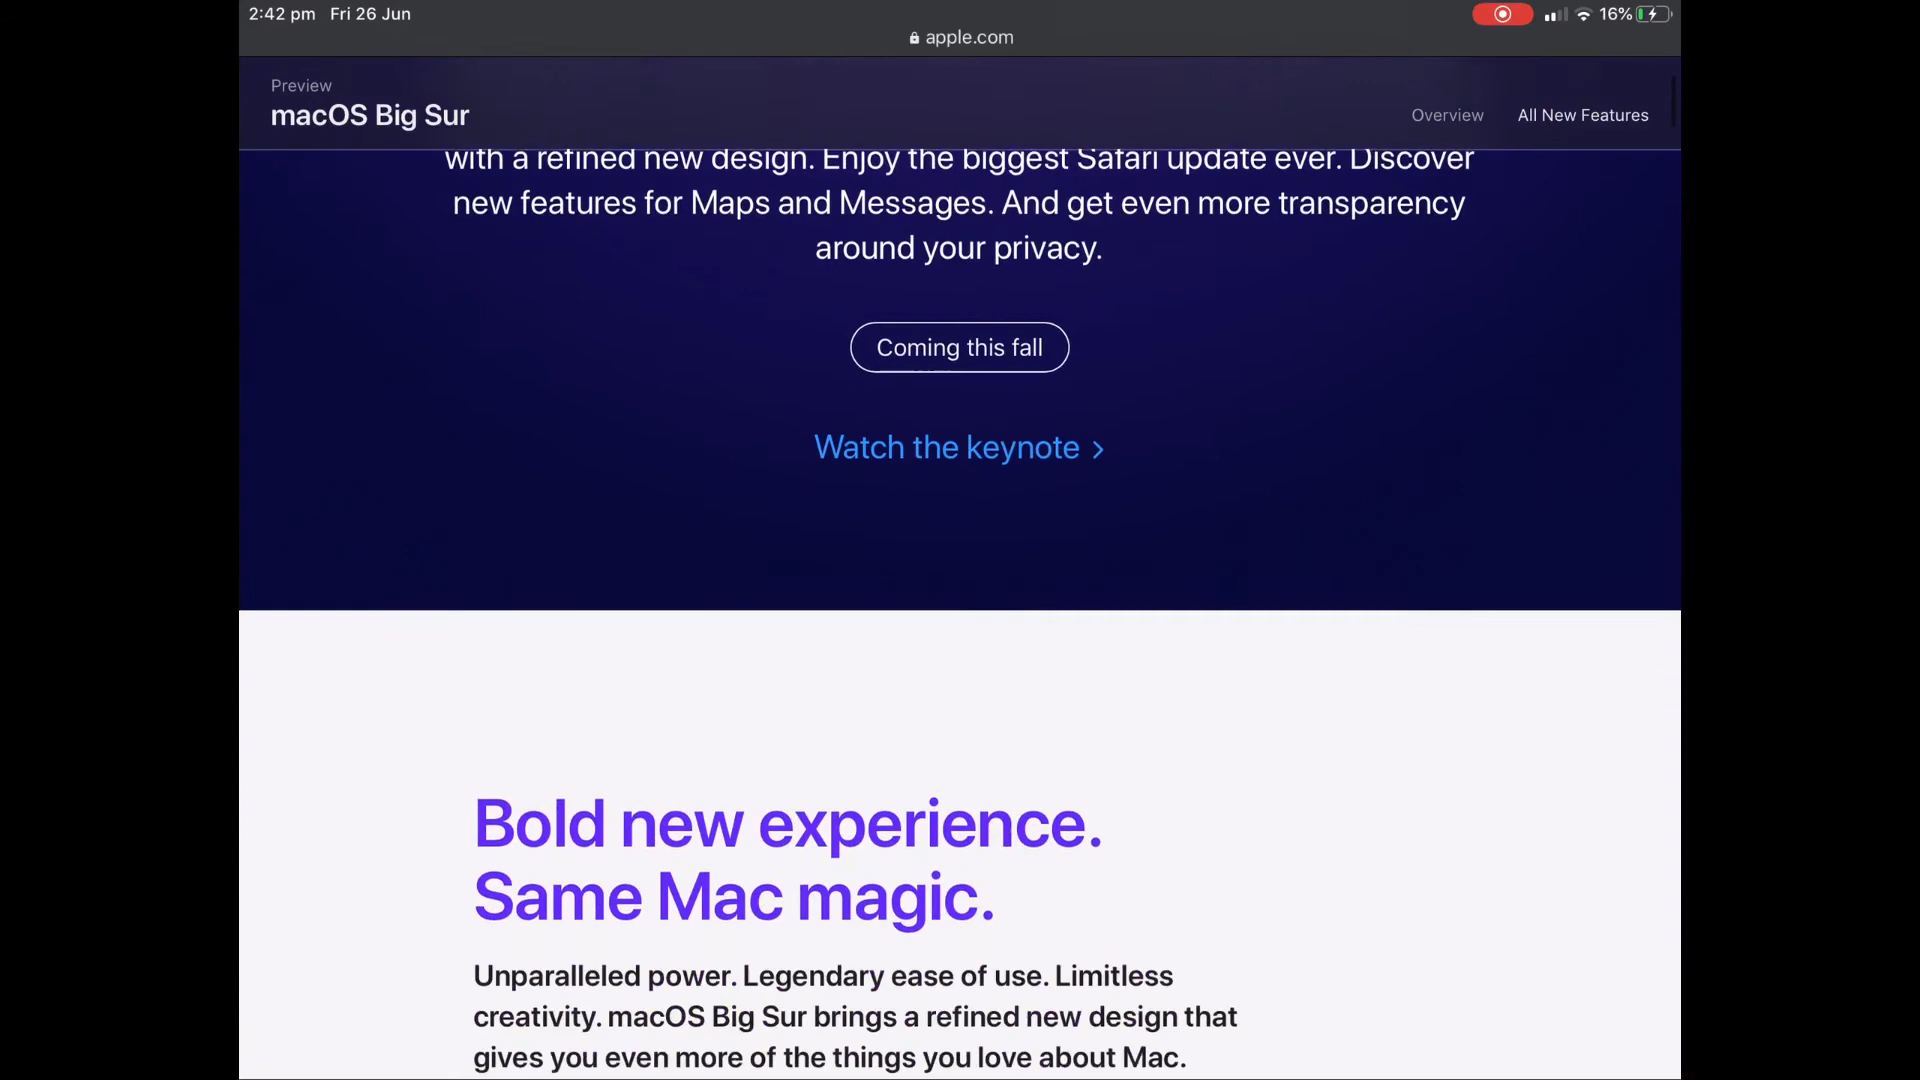 2:42 pm Fri 26 Jun
16%
apple.com
Preview
macOS Big Sur
Overview
All New Features
with a refined new design. Enjoy the biggest Safari update ever. Discover
new features for Maps and Messages. And get even more transparency
around your privacy.
Coming this fall
Watch the keynote >
Bold new experience.
Same Mac magic.
Unparalleled power. Legendary ease of use. Limitless
creativity. macOS Big Sur brings a refined new design that
gives you even more of the things you love about Mac.